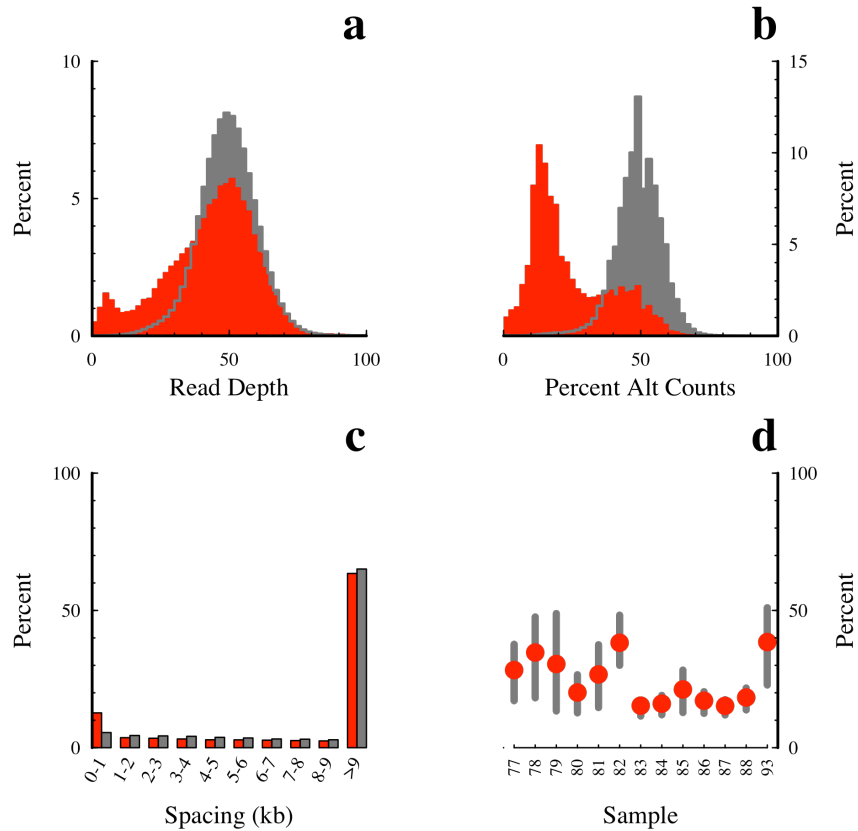 a
10
5
0
Percent
0 50 100
Read Depth
b
15
10
5
0
Percent
0 50 100
Percent Alt Counts
c
100
50
0
Percent
0-1 1-2 2-3 3-4 4-5 5-6 6-7 7-8 8-9 >9
Spacing (kb)
d
100
50
0
Percent
77 78 79 80 81 82 83 84 85 86 87 88 93
Sample